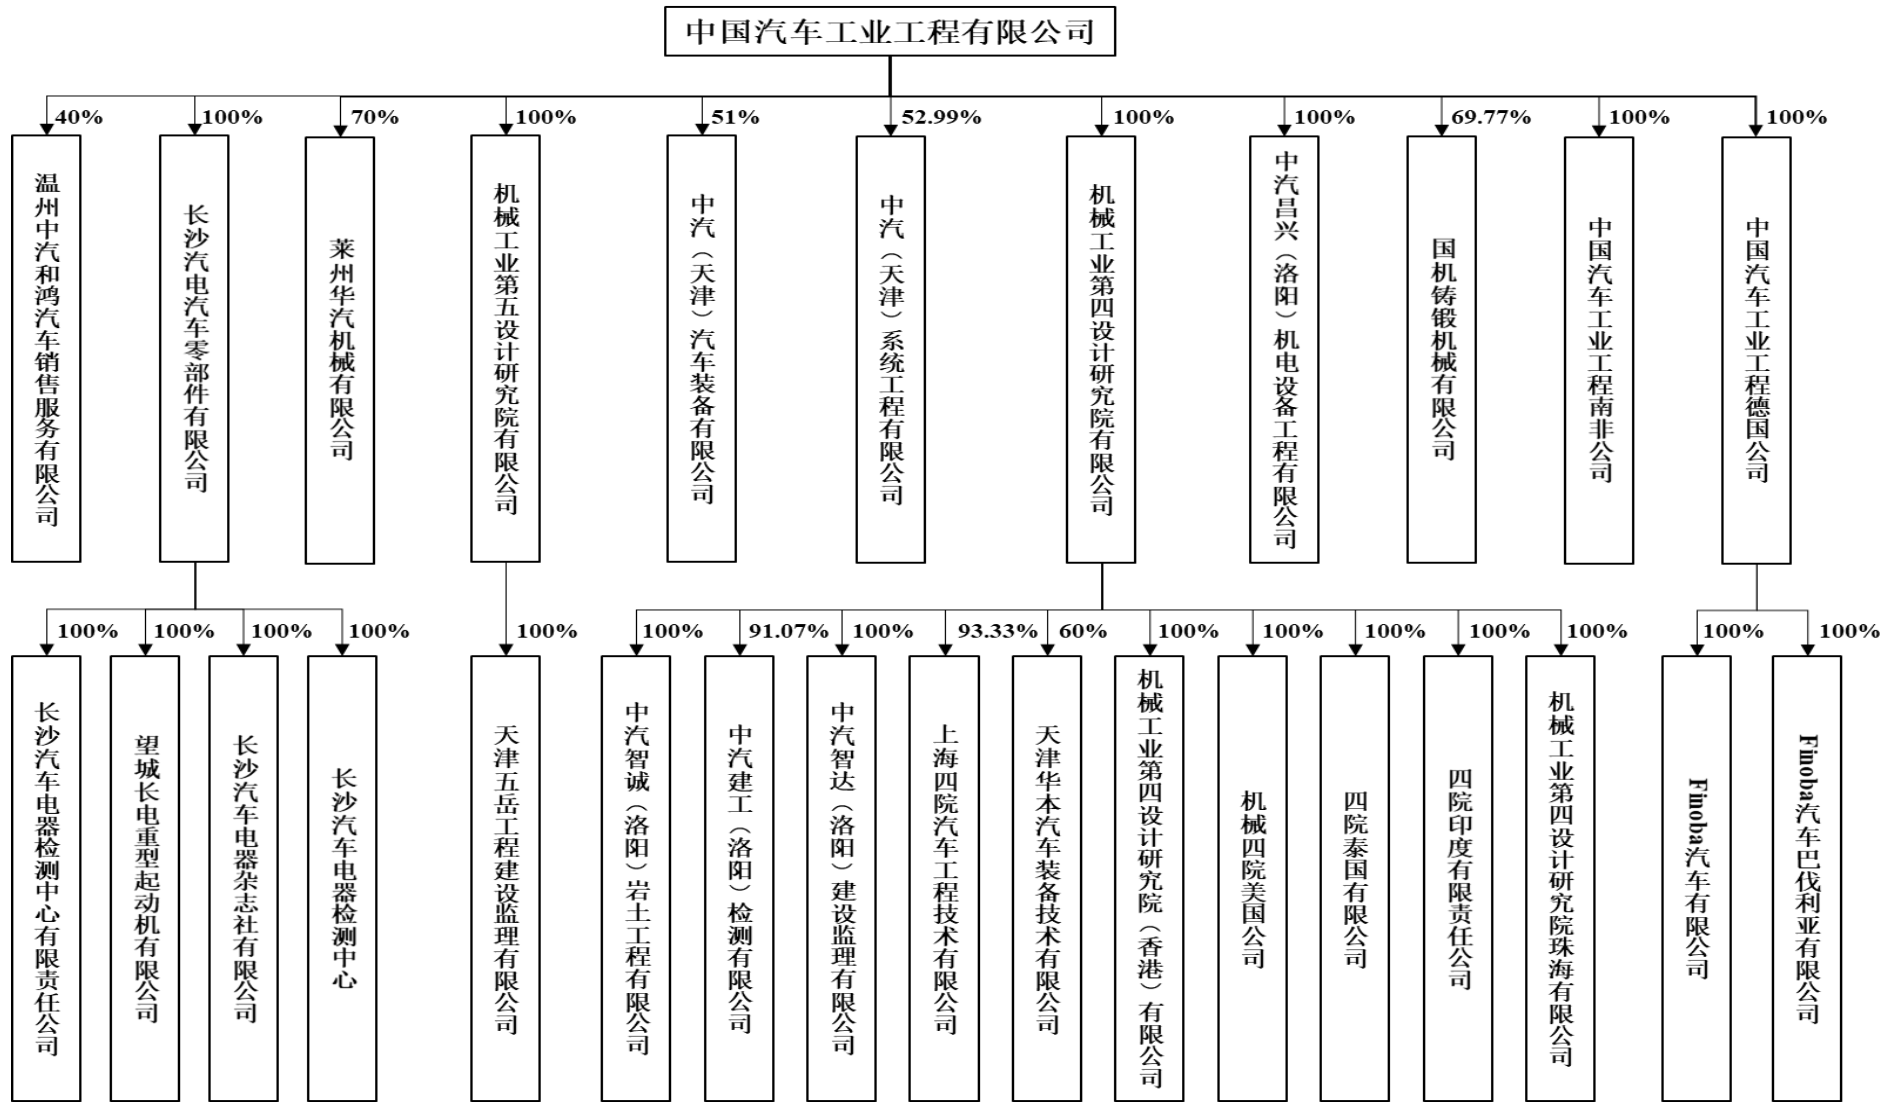 中国汽车工业工程有限公司
40%
100%
70%
100%
51%
52.99%
100%
100%
69.77%
100%
100%
温州中汽和鸿汽车销售服务有限公司
长沙汽电汽车零部件有限公司
莱州华汽机械有限公司
机械工业第五设计研究院有限公司
中汽（天津）汽车装备有限公司
中汽（天津）系统工程有限公司
机械工业第四设计研究院有限公司
中汽昌兴（洛阳）机电设备工程有限公司
国机铸锻机械有限公司
中国汽车工业工程南非公司
中国汽车工业工程德国公司
100%
100%
100%
100%
100%
100%
91.07%
100%
93.33%
60%
100%
100%
100%
100%
100%
100%
100%
长沙汽车电器检测中心有限责任公司
望城长电重型起动机有限公司
长沙汽车电器杂志社有限公司
长沙汽车电器检测中心
天津五岳工程建设监理有限公司
中汽智诚（洛阳）岩土工程有限公司
中汽建工（洛阳）检测有限公司
中汽智达（洛阳）建设监理有限公司
上海四院汽车工程技术有限公司
天津华本汽车装备技术有限公司
机械工业第四设计研究院（香港）有限公司
机械四院美国公司
四院泰国有限公司
四院印度有限责任公司
机械工业第四设计研究院珠海有限公司
Finoba汽车有限公司
Finoba汽车巴伐利亚有限公司